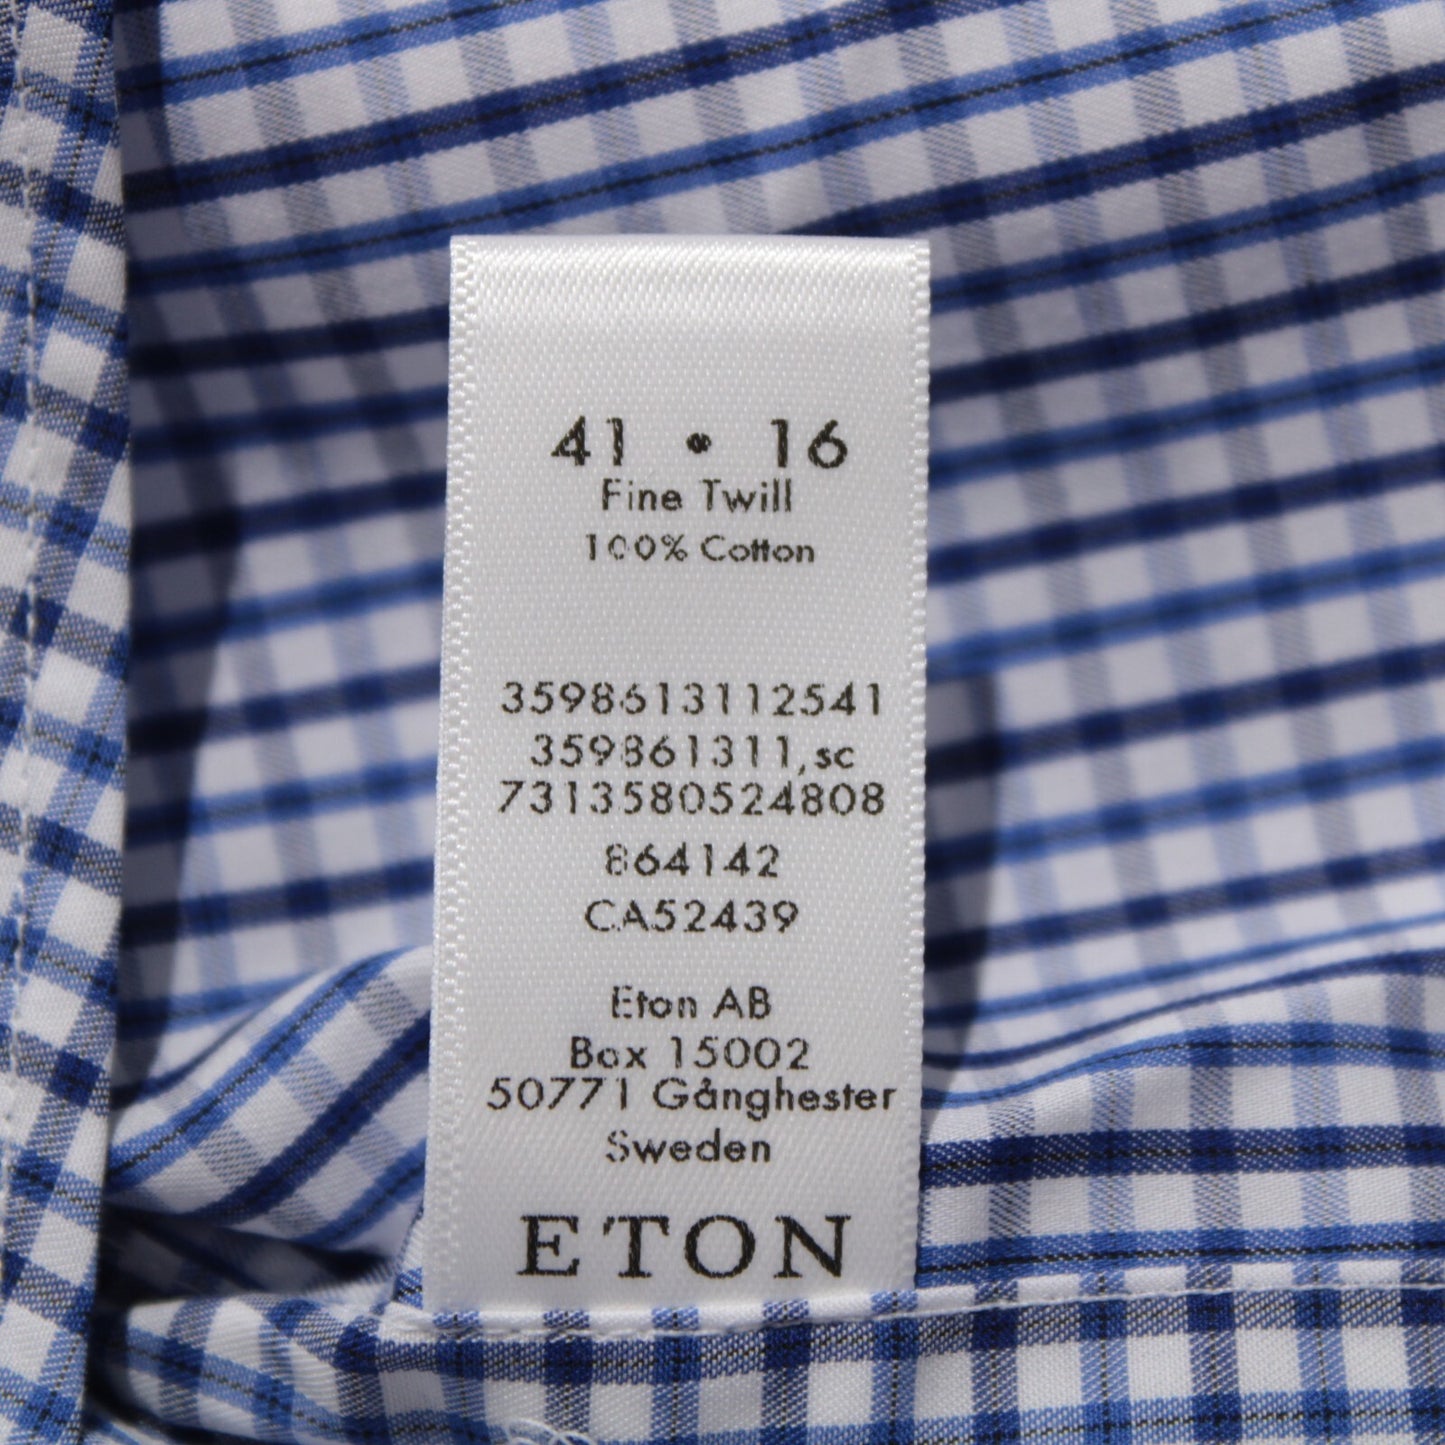 41 • 16
Fine Twill
100% Cotton
3598613112541
359861311,sc
7313580524808
864142
CA52439
Eton AB
Box 15002
50771 Gånghester
Sweden
ETON